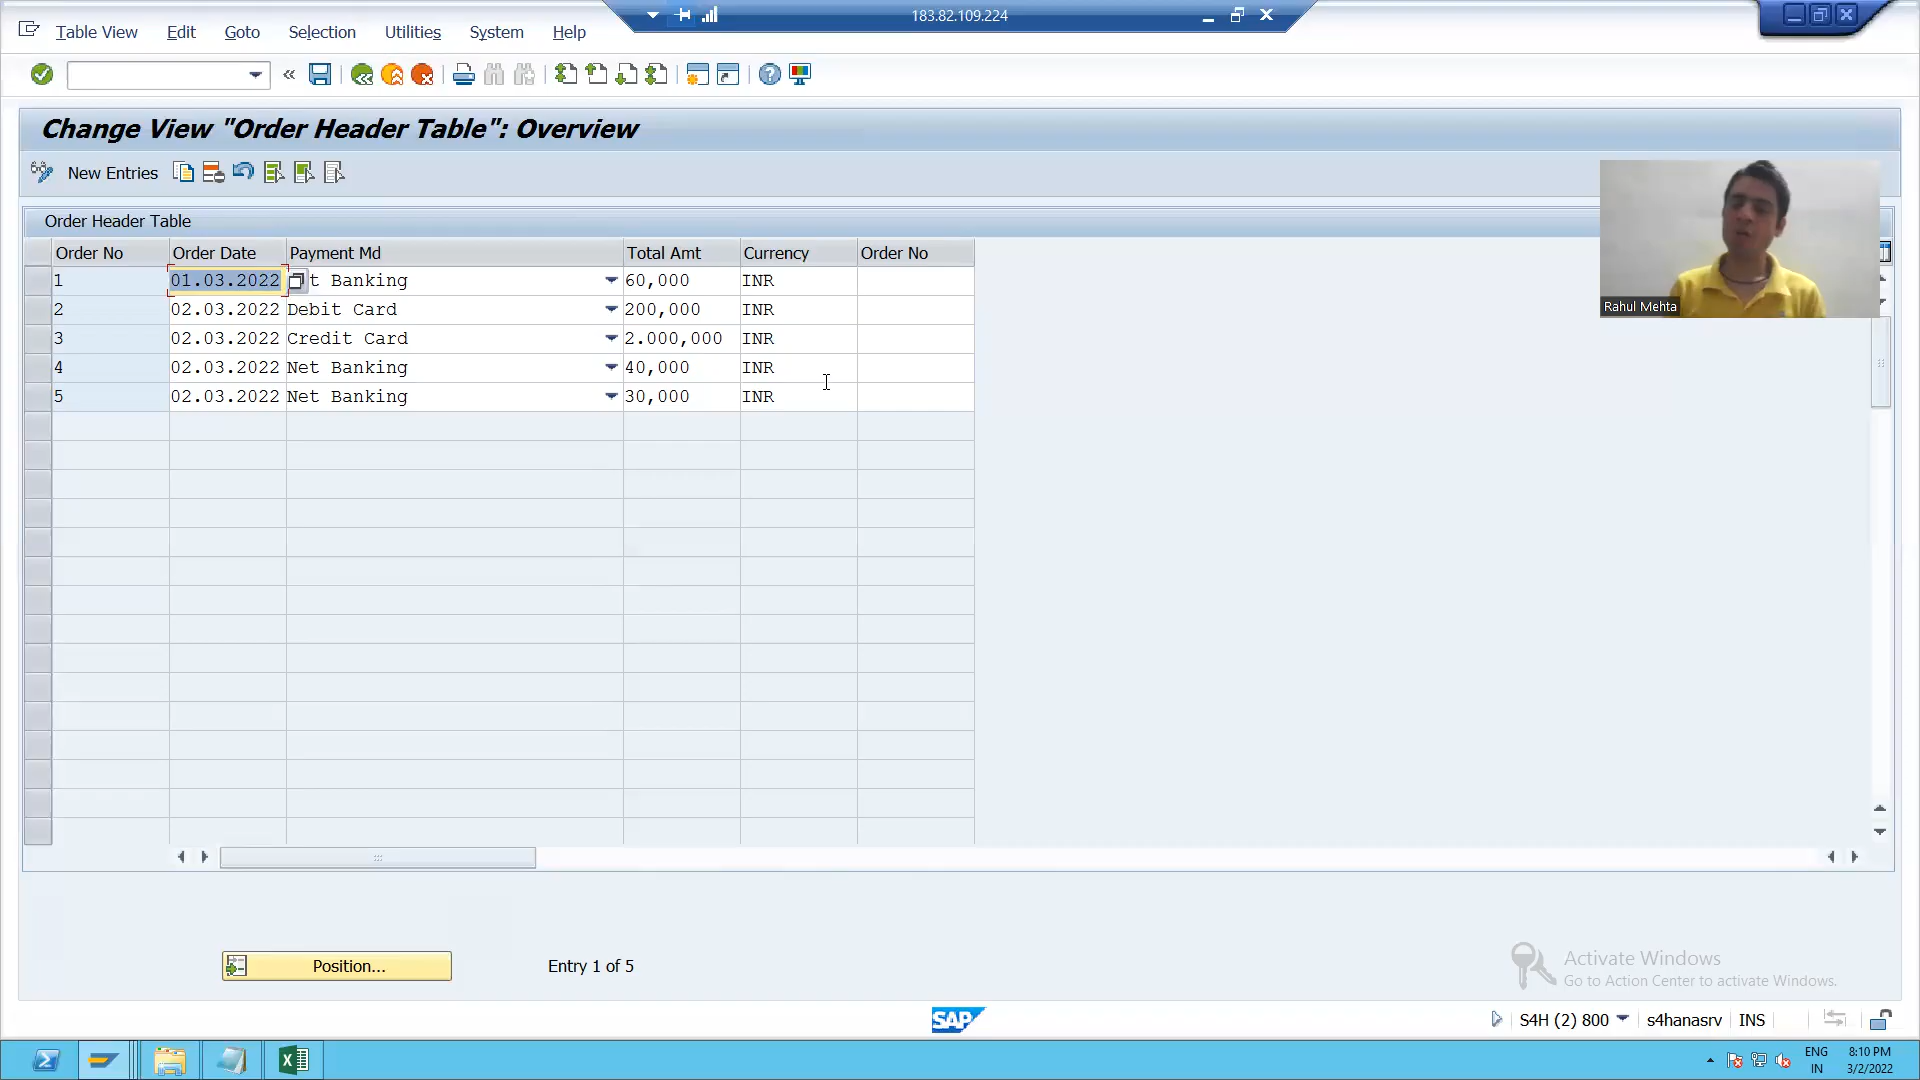 183.82.109.224
Table View Edit Goto Selection Utilities System Help
Change View "Order Header Table": Overview
New Entries
Order Header Table
Order No Order Date Payment Md Total Amt Currency Order No
1 01.03.2022 t Banking 60,000 INR
2 02.03.2022 Debit Card 200,000 INR
3 02.03.2022 Credit Card 2.000,000 INR
4 02.03.2022 Net Banking 40,000 INR
5 02.03.2022 Net Banking 30,000 INR
Rahul Mehta
Position... Entry 1 of 5
Activate Windows
Go to Action Center to activate Windows.
SAP
S4H (2) 800 s4hanasrv INS
ENG 8:10 PM
IN 3/2/2022